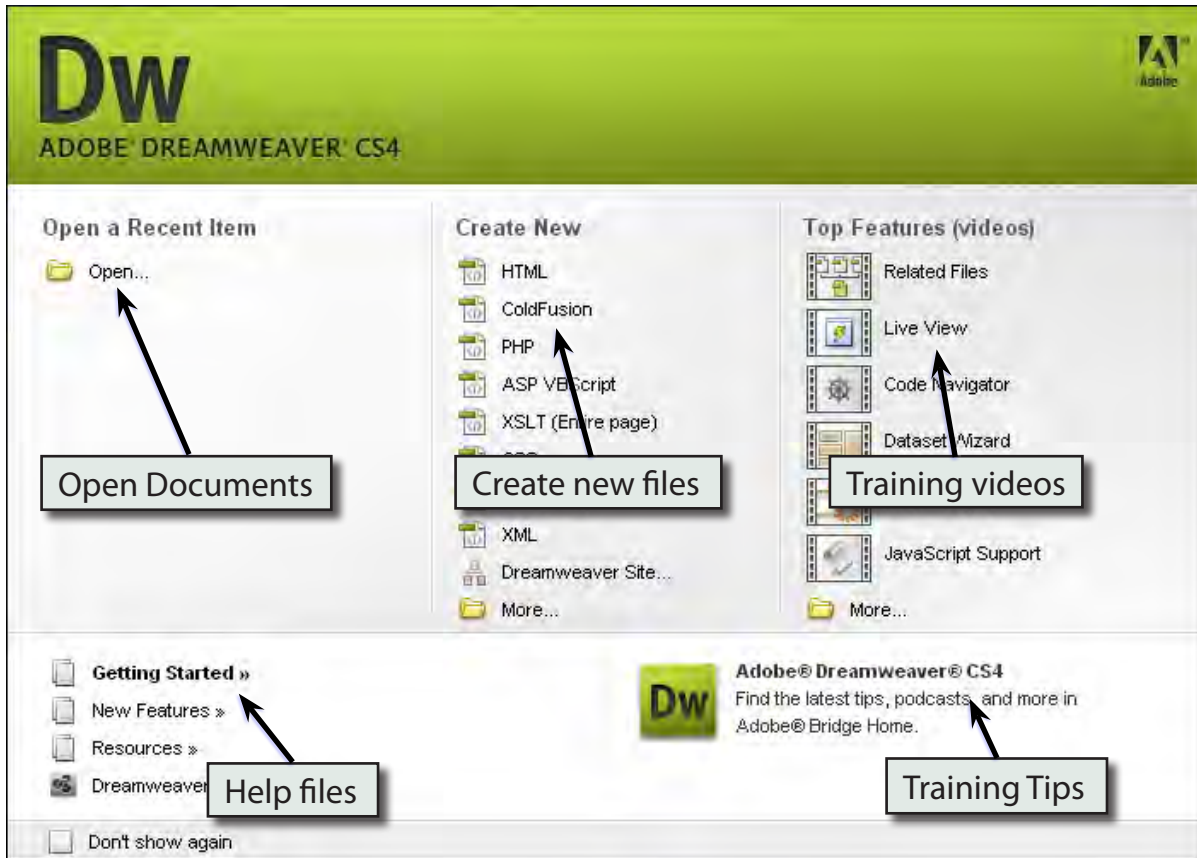 Dw
ADOBE® DREAMWEAVER® CS4
Adobe
Open a Recent Item
Open...
Open Documents
Create New
HTML
ColdFusion
PHP
ASP VBScript
XSLT (Entire page)
Create new files
XML
Dreamweaver Site...
More...
Top Features (videos)
Related Files
Live View
Code Navigator
Dataset Wizard
Training videos
JavaScript Support
More...
Getting Started »
New Features »
Resources »
Dreamweaver
Help files
Dw
Adobe® Dreamweaver® CS4
Find the latest tips, podcasts, and more in
Adobe® Bridge Home.
Training Tips
Don't show again